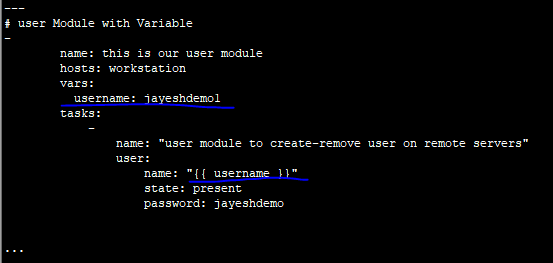 ---
# user Module with Variable
-
name: this is our user module
hosts: workstation
vars:
username: jayeshdemo1
tasks:
-
name: "user module to create-remove user on remote servers"
user:
name: "{{ username }}"
state: present
password: jayeshdemo
...